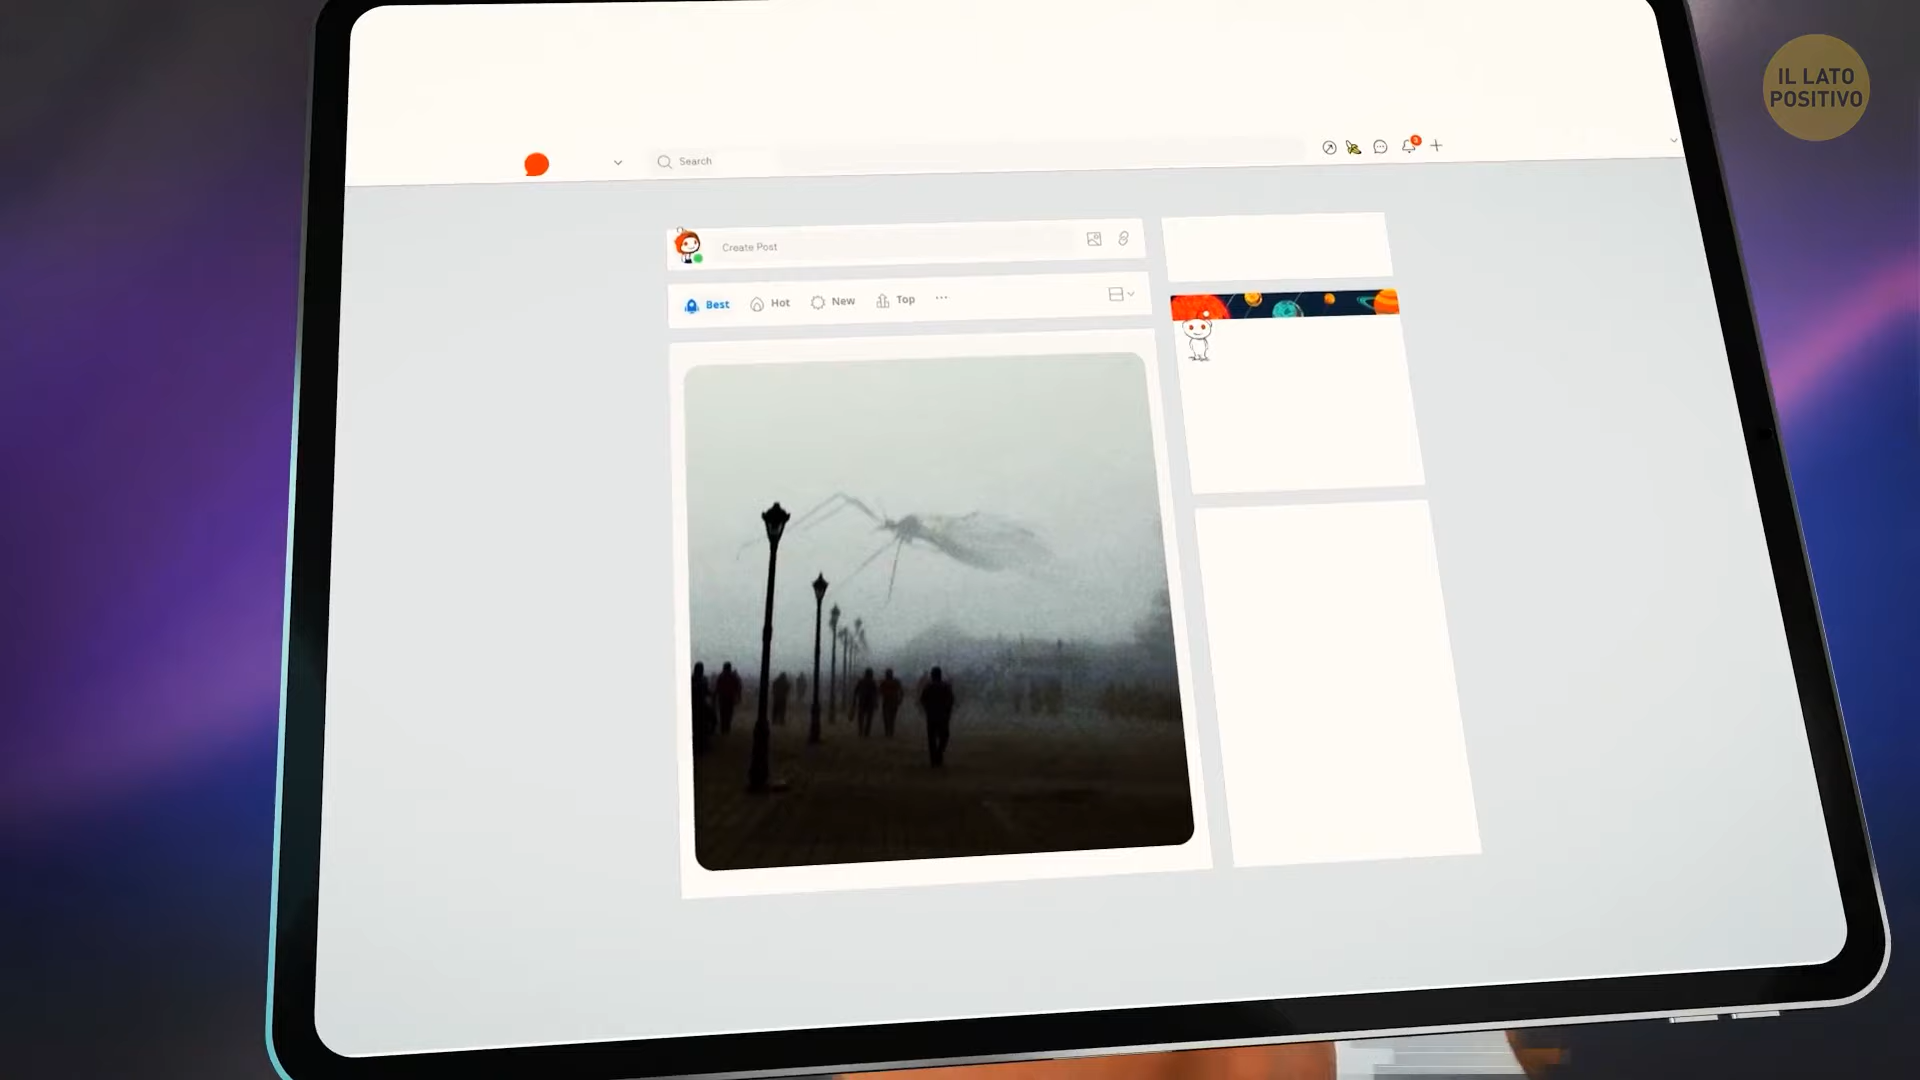 IL LATO
POSITIVO
Search
Create Post
Best
Hot
New
Top